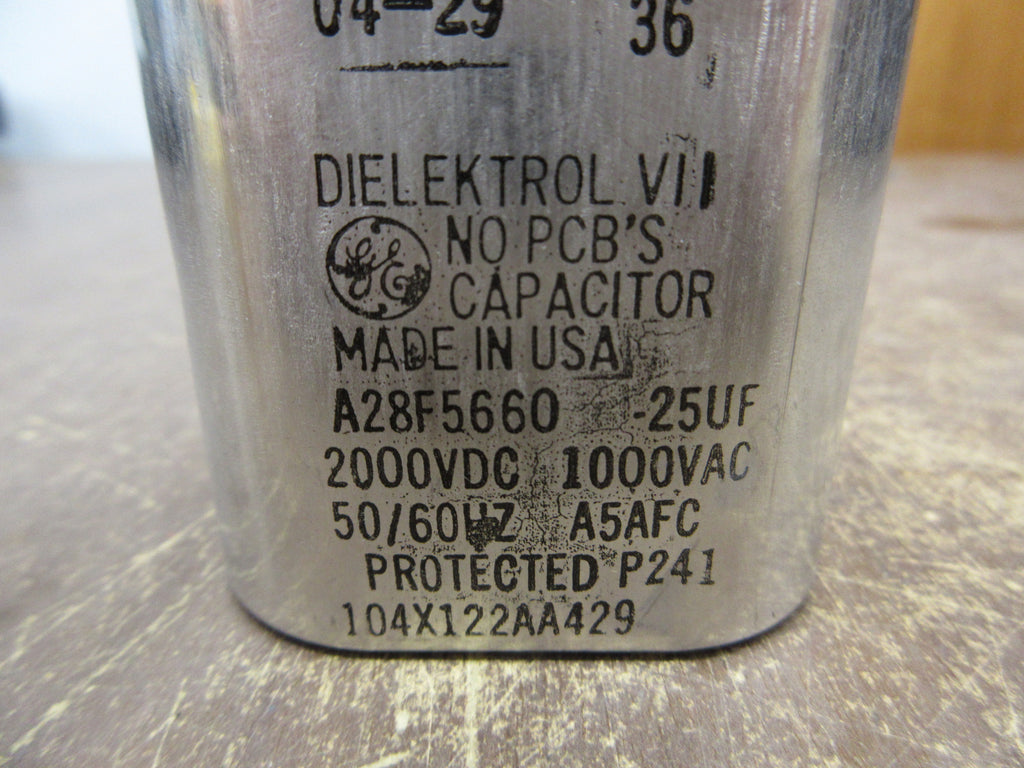 04-29 36
DIELEKTROL VII
GE NO PCB'S
CAPACITOR
MADE IN USA
A28F5660 -25UF
2000VDC 1000VAC
50/60HZ A5AFC
PROTECTED P241
104X122AA429